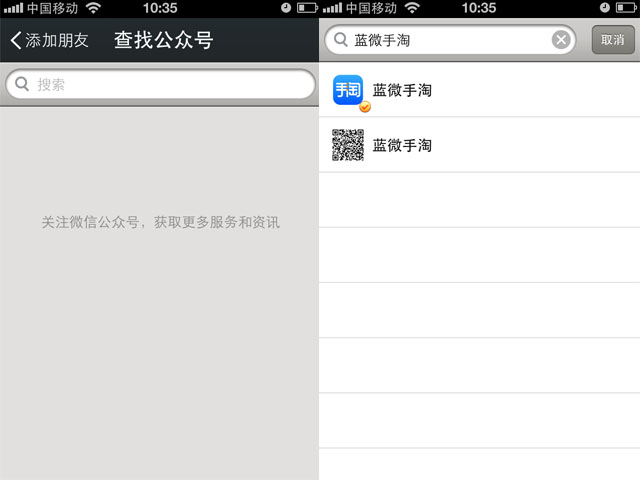 中国移动 10:35
添加朋友 查找公众号
搜索
关注微信公众号，获取更多服务和资讯
中国移动 10:35
蓝微手淘 取消
手淘 蓝微手淘
蓝微手淘